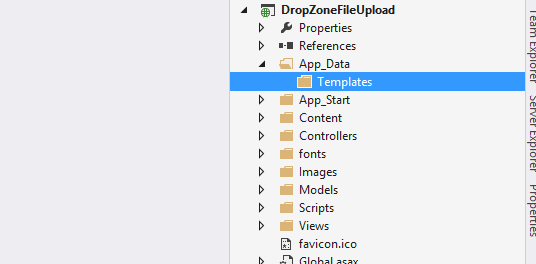 DropZoneFileUpload
Properties
References
App_Data
Templates
App_Start
Content
Controllers
fonts
Images
Models
Scripts
Views
favicon.ico
Global.asax
Team Explorer
Server Explorer
Properties